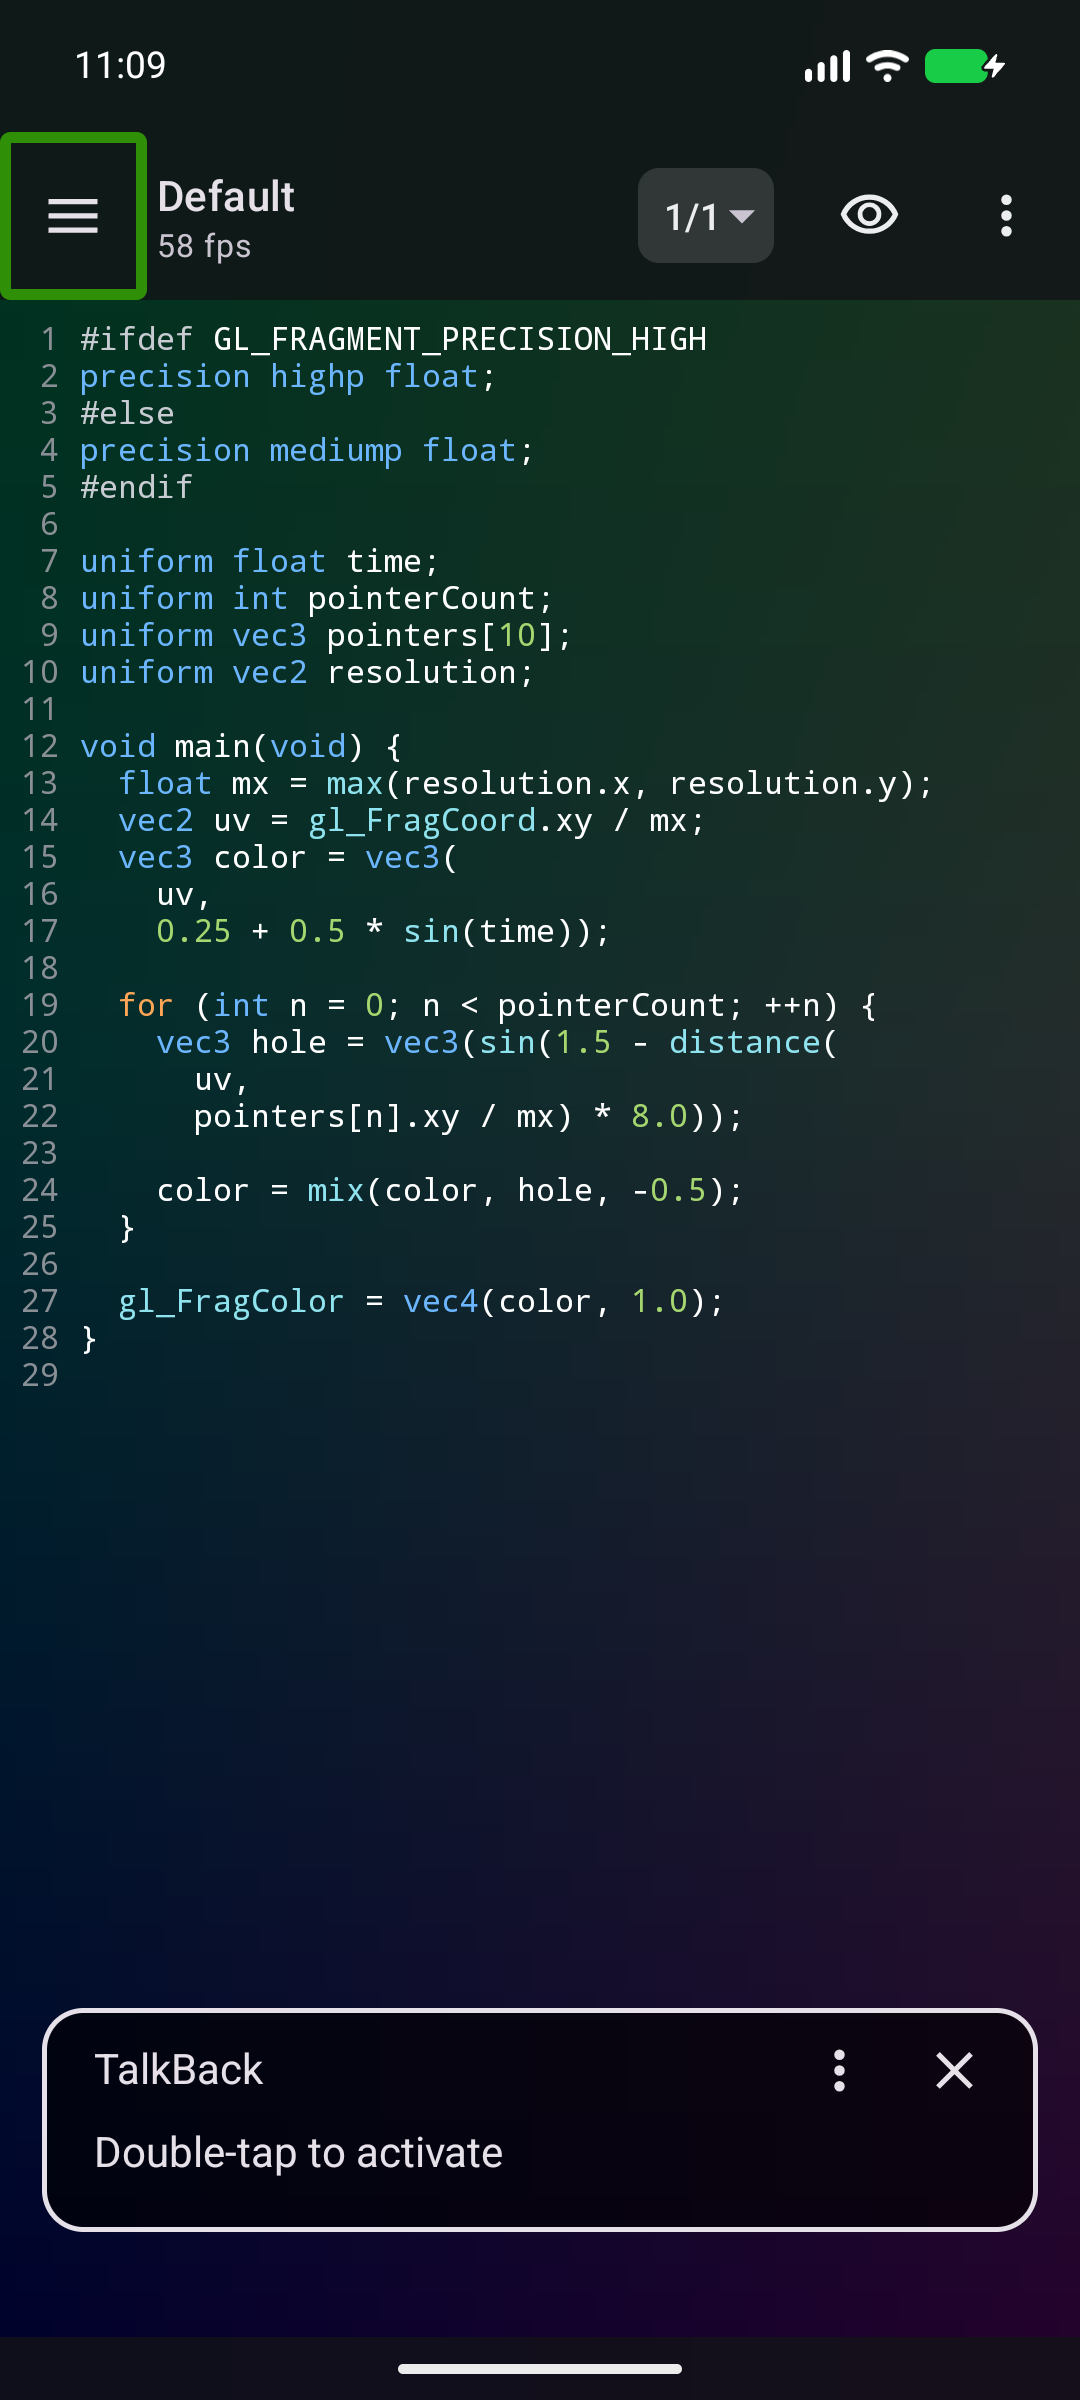 11:09
Default
58 fps
1/1
1 #ifdef GL_FRAGMENT_PRECISION_HIGH
2 precision highp float;
3 #else
4 precision mediump float;
5 #endif
6
7 uniform float time;
8 uniform int pointerCount;
9 uniform vec3 pointers[10];
10 uniform vec2 resolution;
11
12 void main(void) {
13   float mx = max(resolution.x, resolution.y);
14   vec2 uv = gl_FragCoord.xy / mx;
15   vec3 color = vec3(
16     uv,
17     0.25 + 0.5 * sin(time));
18
19   for (int n = 0; n < pointerCount; ++n) {
20     vec3 hole = vec3(sin(1.5 - distance(
21       uv,
22       pointers[n].xy / mx) * 8.0));
23
24     color = mix(color, hole, -0.5);
25   }
26
27   gl_FragColor = vec4(color, 1.0);
28 }
29
TalkBack
Double-tap to activate